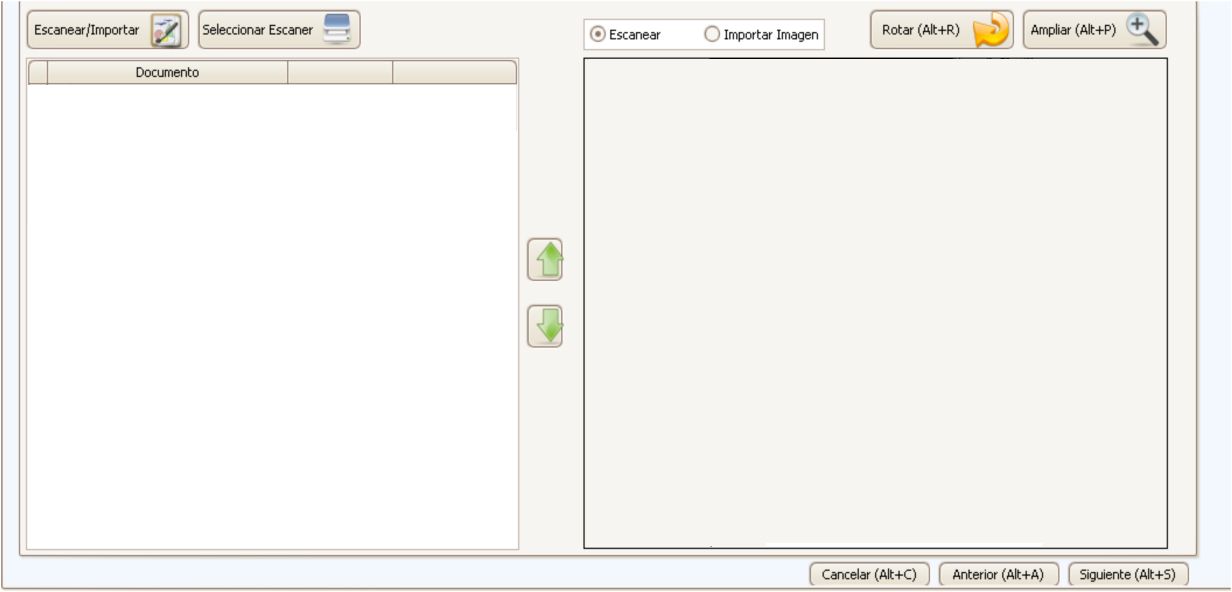 Escanear/Importar Seleccionar Escaner Escanear Importar Imagen Rotar (Alt+R) Ampliar (Alt+P)
Documento
Cancelar (Alt+C) Anterior (Alt+A) Siguiente (Alt+S)